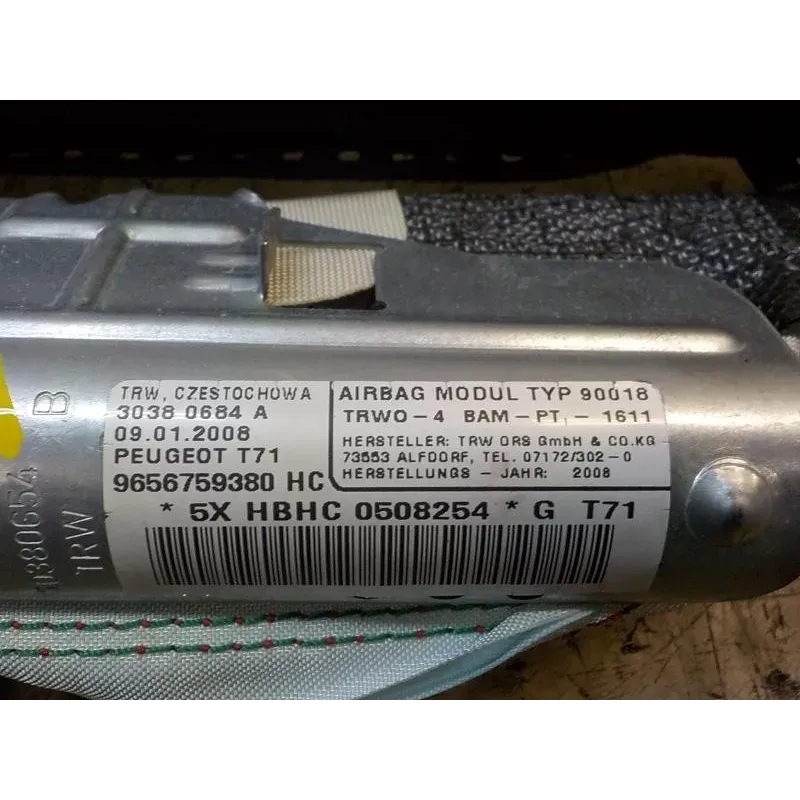 TRW, CZESTOCHOWA
3038 0684 A
09.01.2008
PEUGEOT T71
9656759380 HC
AIRBAG MODUL TYP 90018
TRWO-4 BAM-PT, -1611
HERSTELLER: TRW ORS GmbH & CO.KG
73553 ALFDORF, TEL. 07172/302-0
HERSTELLUNGS - JAHR: 2008
* 5X HBHC 0508254 * G T71
B
TRW